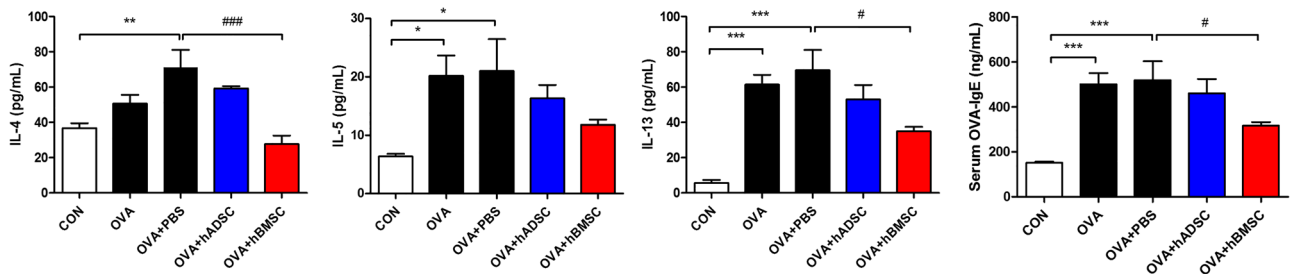 IL-4 (pg/mL)
100
80
60
40
20
0
**
###
CON
OVA
OVA+PBS
OVA+hADSC
OVA+hBMSC
IL-5 (pg/mL)
30
20
10
0
*
*
CON
OVA
OVA+PBS
OVA+hADSC
OVA+hBMSC
IL-13 (pg/mL)
100
80
60
40
20
0
***
#
***
CON
OVA
OVA+PBS
OVA+hADSC
OVA+hBMSC
Serum OVA-IgE (ng/mL)
800
600
400
200
0
***
#
***
CON
OVA
OVA+PBS
OVA+hADSC
OVA+hBMSC